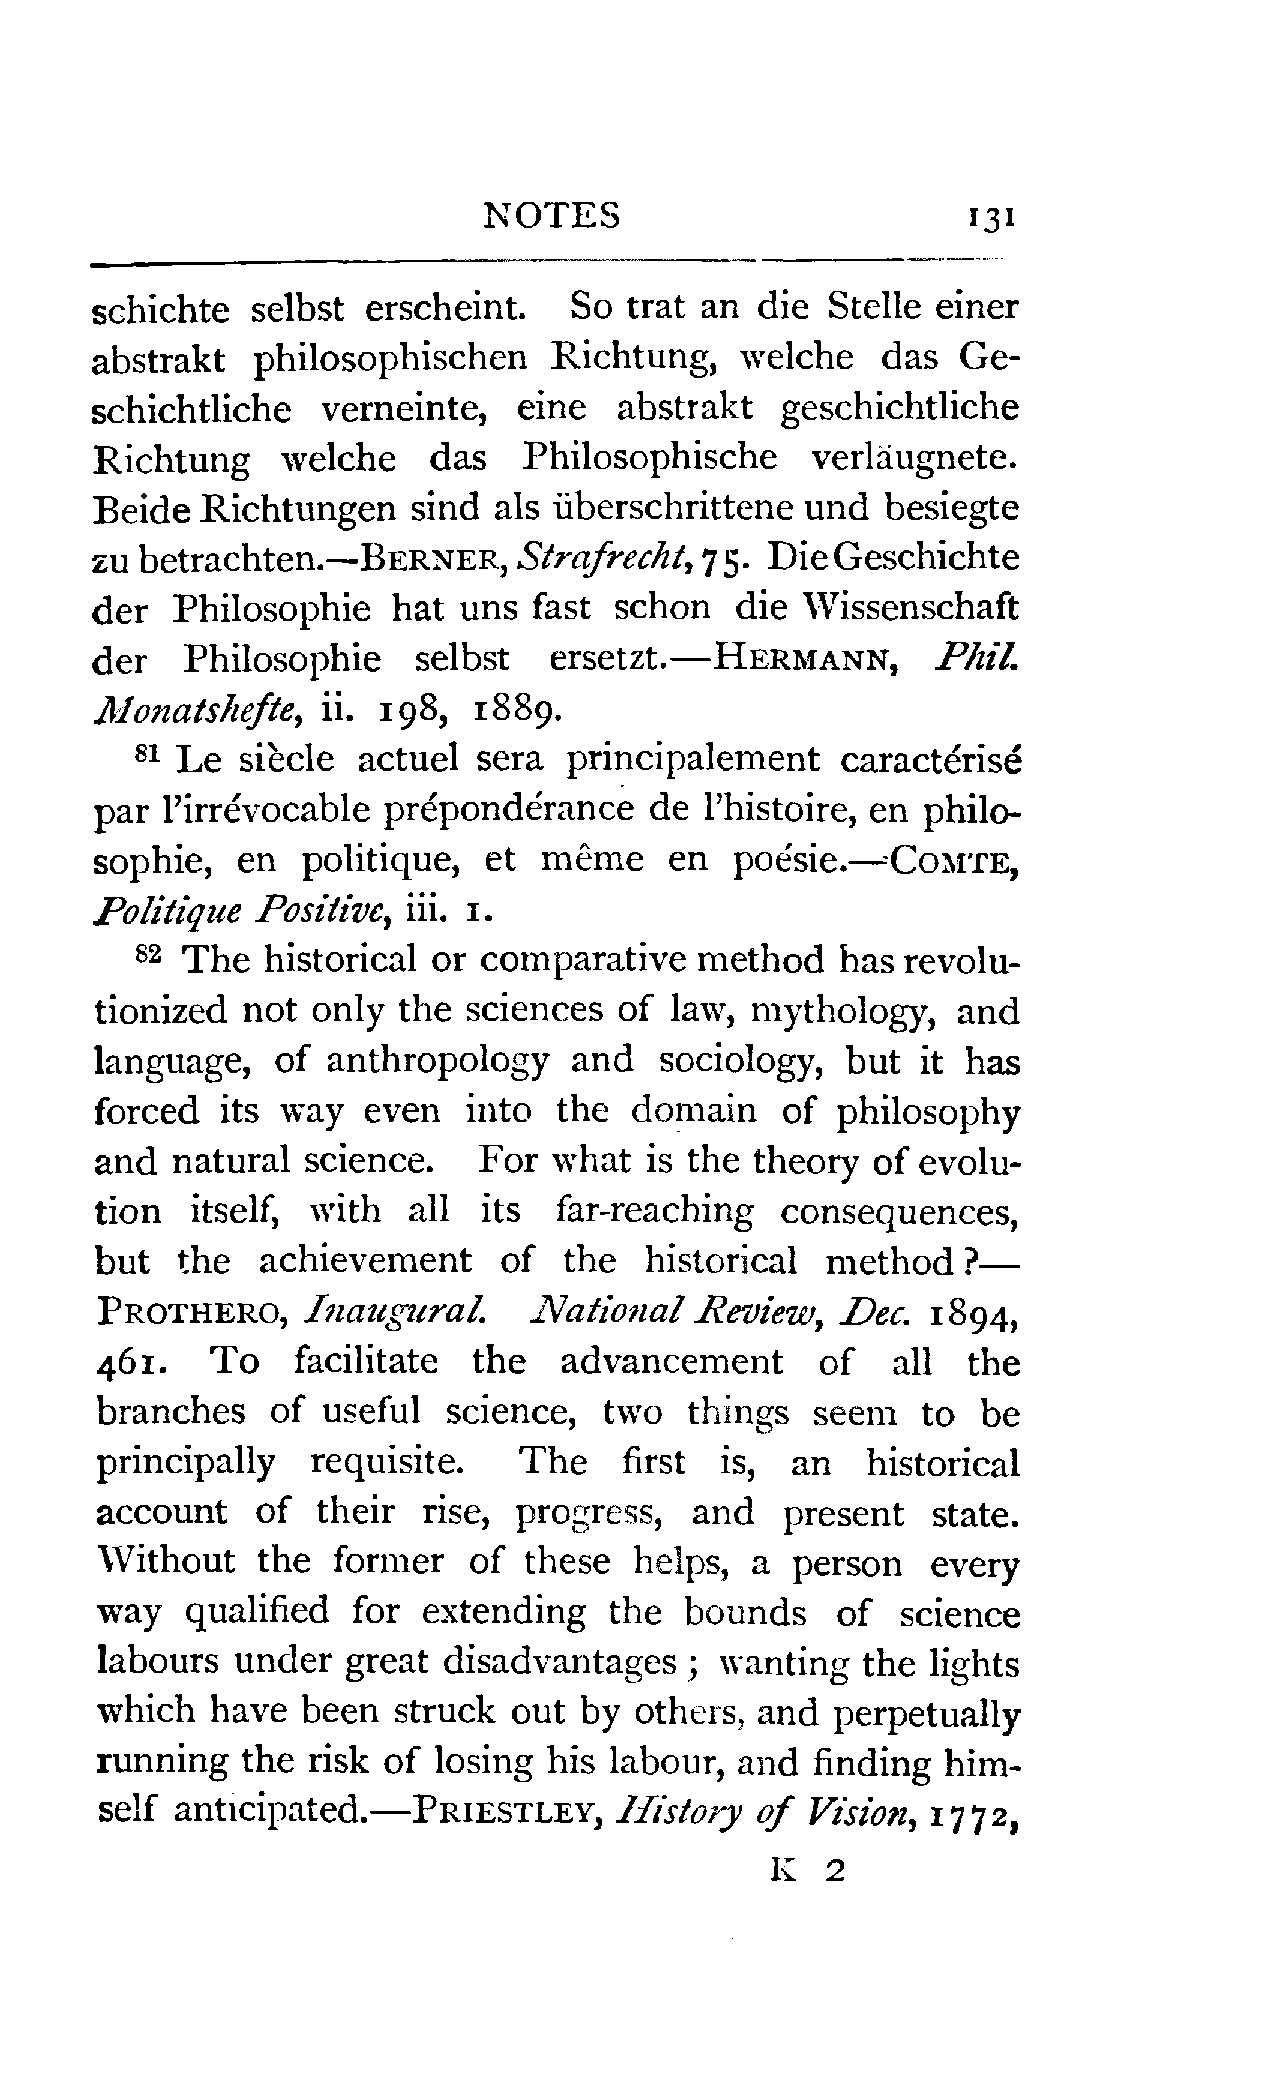 NOTES 131
schichte selbst erscheint. So trat an die Stelle einer
abstrakt philosophischen Richtung, welche das Ge-
schichtliche verneinte, eine abstrakt geschichtliche
Richtung welche das Philosophische verläugnete.
Beide Richtungen sind als überschrittene und besiegte
zu betrachten.—BERNER, Strafrecht, 75. Die Geschichte
der Philosophie hat uns fast schon die Wissenschaft
der Philosophie selbst ersetzt.—HERMANN, Phil.
Monatshefte, ii. 198, 1889.
81 Le siècle actuel sera principalement caractérisé
par l'irrévocable prépondérance de l'histoire, en philo-
sophie, en politique, et même en poésie.—COMTE,
Politique Positive, iii. 1.
82 The historical or comparative method has revolu-
tionized not only the sciences of law, mythology, and
language, of anthropology and sociology, but it has
forced its way even into the domain of philosophy
and natural science. For what is the theory of evolu-
tion itself, with all its far-reaching consequences,
but the achievement of the historical method ?—
PROTHERO, Inaugural. National Review, Dec. 1894,
461. To facilitate the advancement of all the
branches of useful science, two things seem to be
principally requisite. The first is, an historical
account of their rise, progress, and present state.
Without the former of these helps, a person every
way qualified for extending the bounds of science
labours under great disadvantages ; wanting the lights
which have been struck out by others, and perpetually
running the risk of losing his labour, and finding him-
self anticipated.—PRIESTLEY, History of Vision, 1772,
K 2